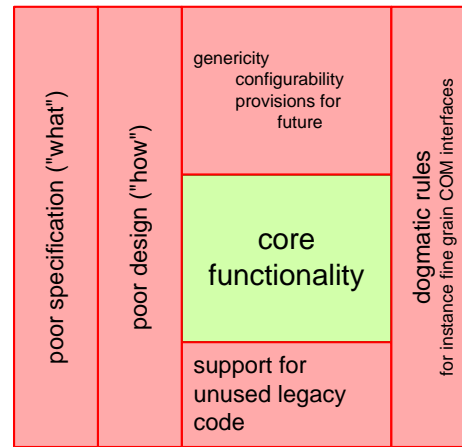 poor specification ("what")
poor design ("how")
genericity
configurability
provisions for
future
core
functionality
support for
unused legacy
code
dogmatic rules
for instance fine grain COM interfaces